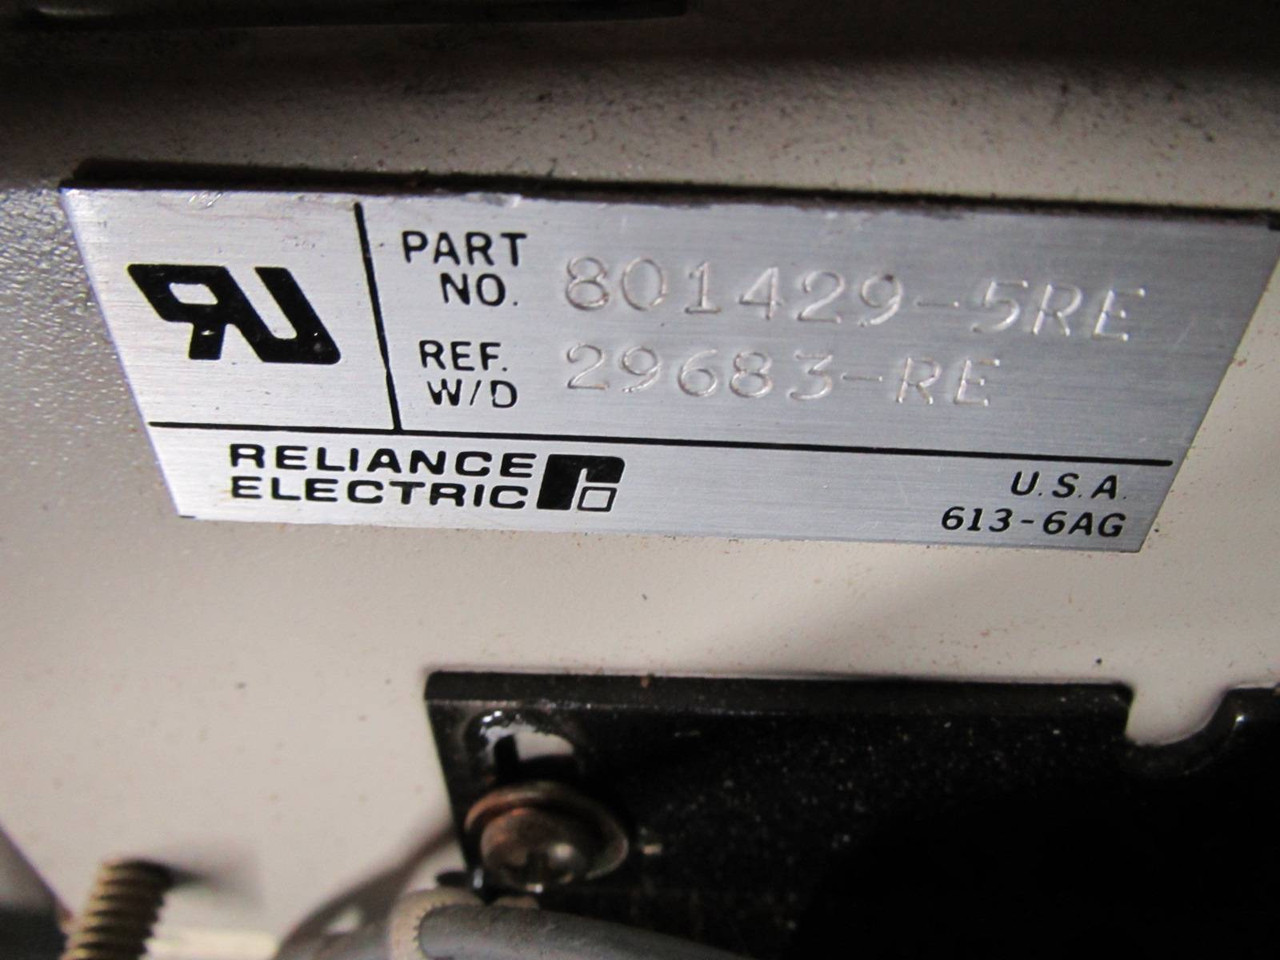 PART NO. 801429-5RE
REF. W/D 29683-RE
RELIANCE
ELECTRIC
U.S.A.
613-6AG